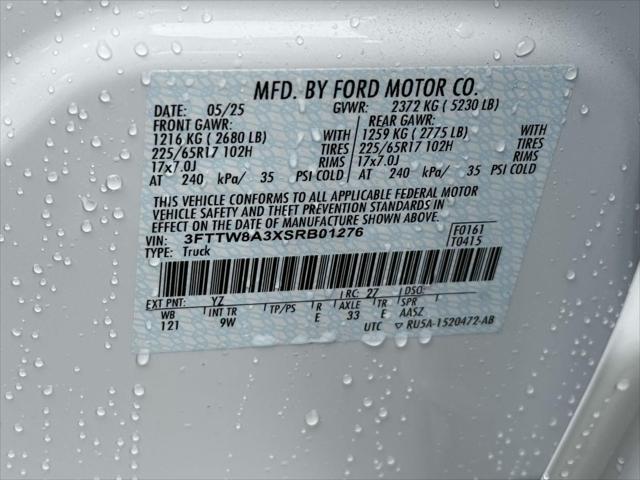 MFD. BY FORD MOTOR CO.
DATE: 05/25 GVWR: 2372 KG ( 5230 LB)
FRONT GAWR: REAR GAWR:
1216 KG ( 2680 LB) WITH 1259 KG ( 2775 LB) WITH
225/65R17 102H TIRES 225/65R17 102H TIRES
17x7.0J RIMS 17x7.0J RIMS
AT 240 kPa/ 35 PSI COLD AT 240 kPa/ 35 PSI COLD
THIS VEHICLE CONFORMS TO ALL APPLICABLE FEDERAL MOTOR
VEHICLE SAFETY AND THEFT PREVENTION STANDARDS IN
EFFECT ON THE DATE OF MANUFACTURE SHOWN ABOVE.
VIN: 3FTTW8A3XSRB01276 F0161
TYPE: Truck T0415
EXT PNT: YZ RC: 27 DSO:
WB INT TR TP/PS R AXLE TR SPR
121 9W E 33 E AASZ
UTC ▽ RU5A-1520472-AB